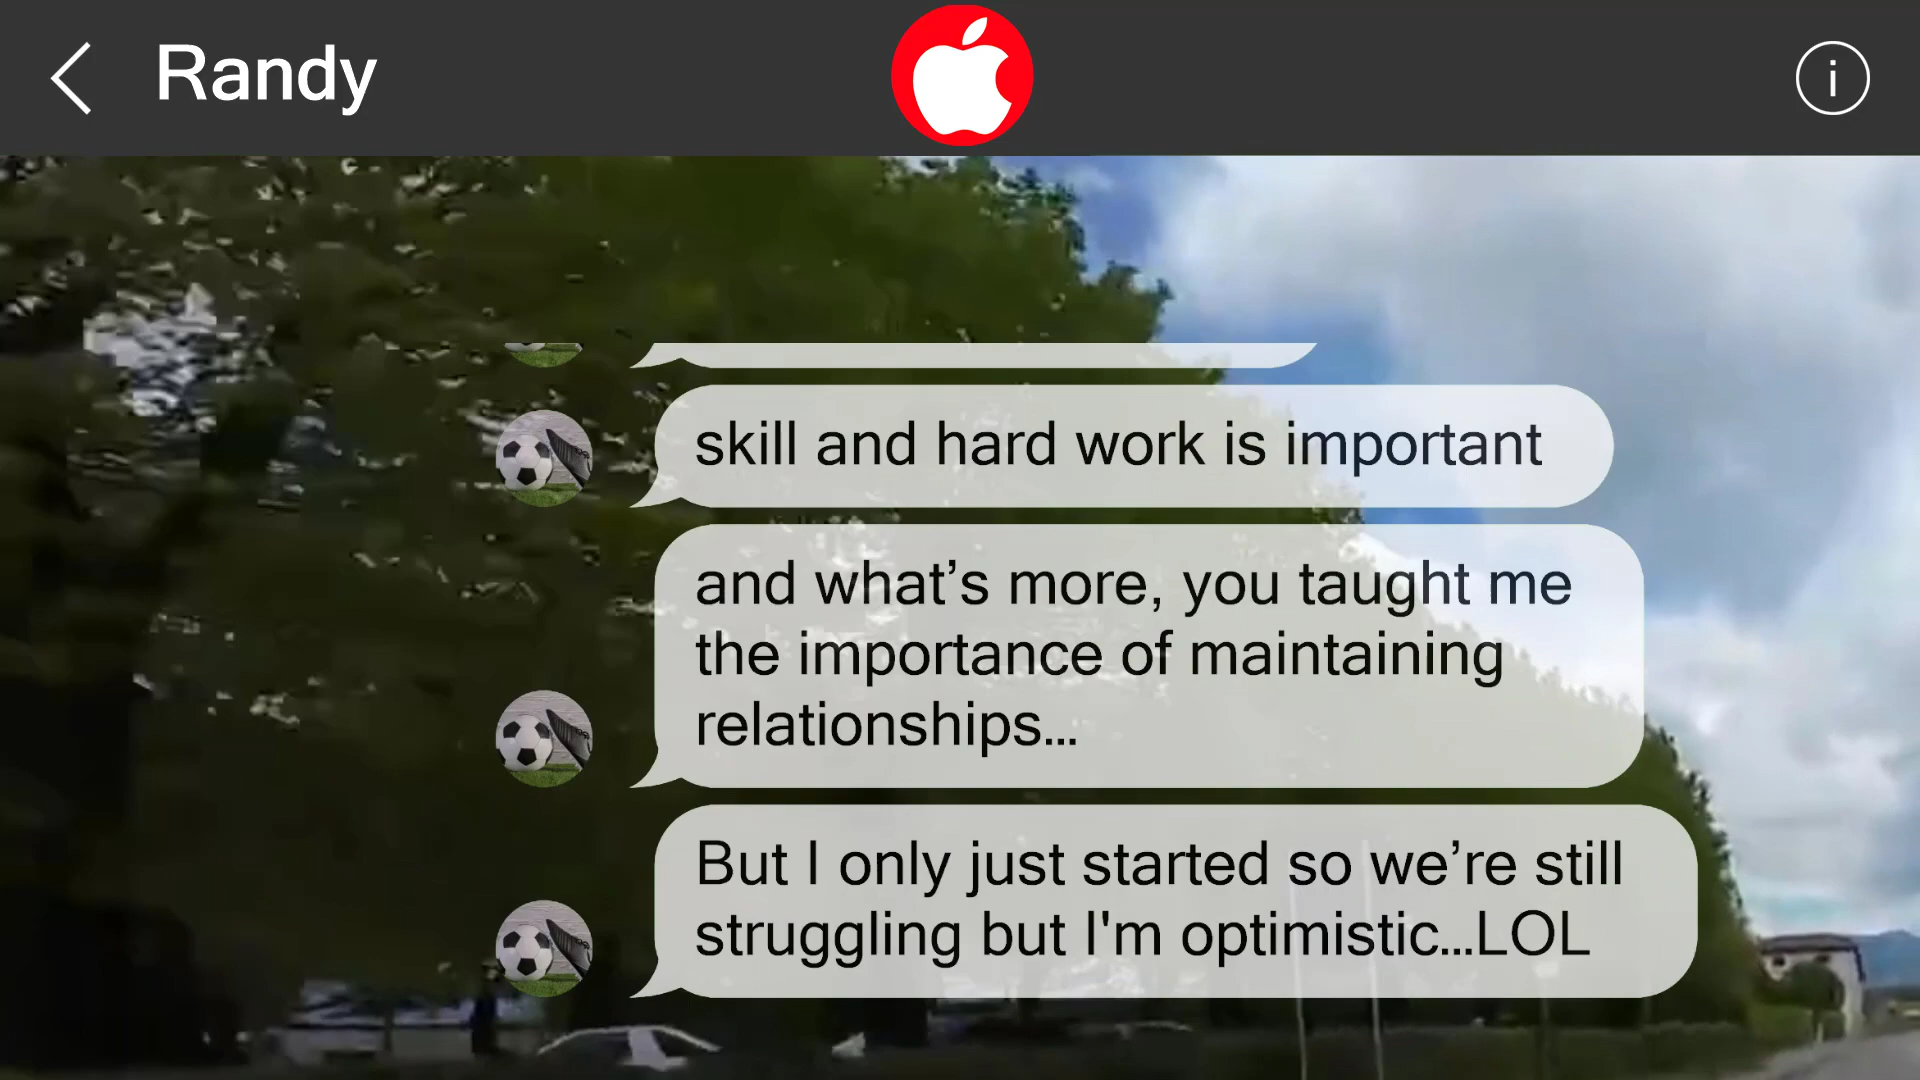 Randy
skill and hard work is important
and what’s more, you taught me
the importance of maintaining
relationships...
But I only just started so we’re still
struggling but I'm optimistic...LOL